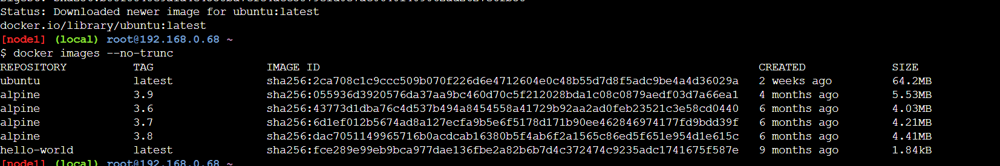 Status: Downloaded newer image for ubuntu:latest
docker.io/library/ubuntu:latest
[node1] (local) root@192.168.0.68 ~
$ docker images --no-trunc
REPOSITORY TAG IMAGE ID CREATED SIZE
ubuntu latest sha256:2ca708c1c9ccc509b070f226d6e4712604e0c48b55d7d8f5adc9be4a4d36029a 2 weeks ago 64.2MB
alpine 3.9 sha256:055936d3920576da37aa9bc460d70c5f212028bda1c08c0879aedf03d7a66ea1 4 months ago 5.53MB
alpine 3.6 sha256:43773d1dba76c4d537b494a8454558a41729b92aa2ad0feb23521c3e58cd0440 6 months ago 4.03MB
alpine 3.7 sha256:6d1ef012b5674ad8a127ecfa9b5e6f5178d171b90ee462846974177fd9bdd39f 6 months ago 4.21MB
alpine 3.8 sha256:dac7051149965716b0acdcab16380b5f4ab6f2a1565c86ed5f651e954d1e615c 6 months ago 4.41MB
hello-world latest sha256:fce289e99eb9bca977dae136fbe2a82b6b7d4c372474c9235adc1741675f587e 9 months ago 1.84kB
[node1] (local) root@192.168.0.68 ~